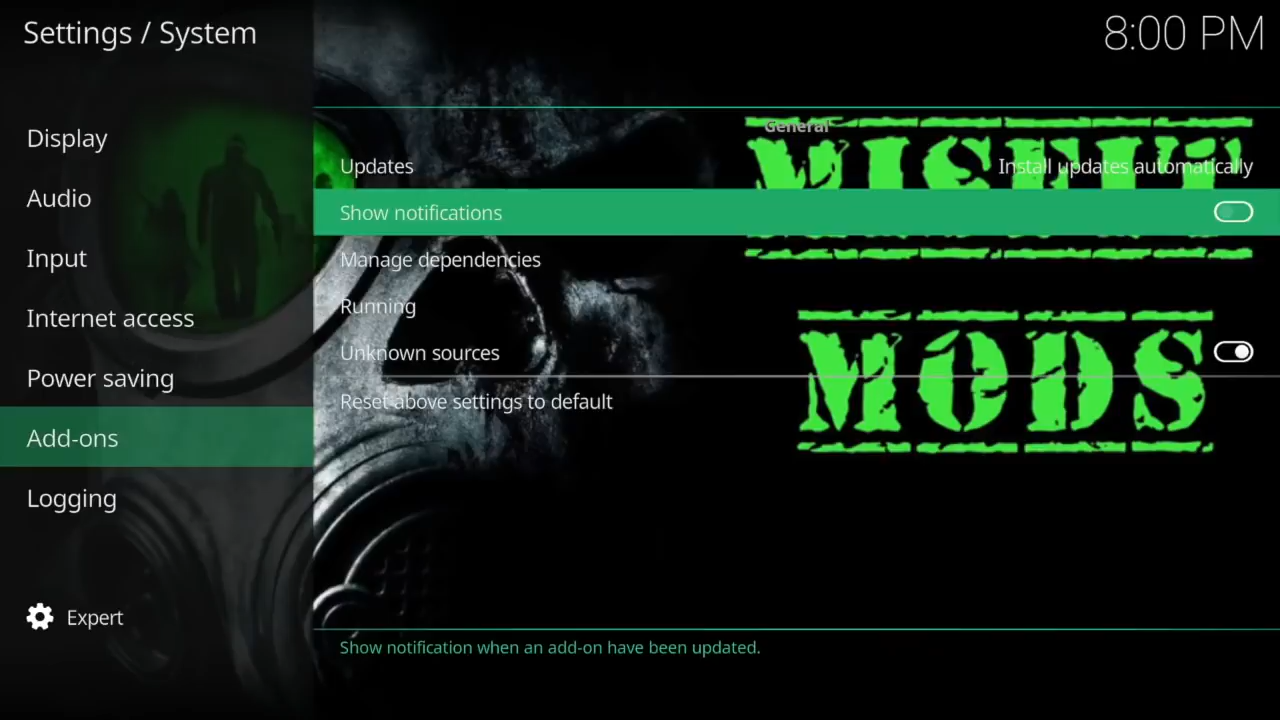 Settings / System
8:00 PM
Display
Audio
Input
Internet access
Power saving
Add-ons
Logging
Expert
General
Updates
Install updates automatically
Show notifications
Manage dependencies
Running
Unknown sources
Reset above settings to default
MODS
Show notification when an add-on have been updated.